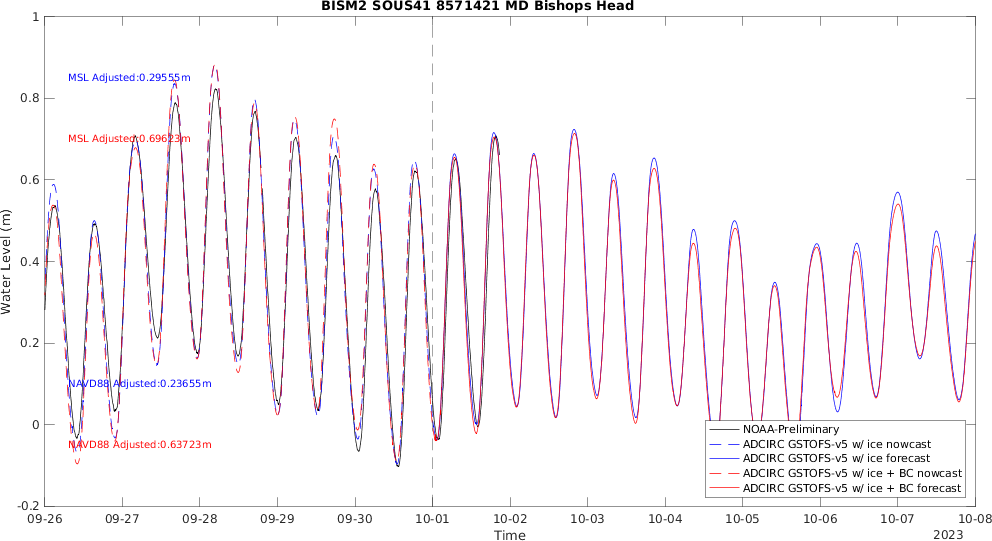 BISM2 SOUS41 8571421 MD Bishops Head
1
0.8
0.6
0.4
0.2
0
-0.2
Water Level (m)
MSL Adjusted:0.29555m
MSL Adjusted:0.69623m
NAVD88 Adjusted:0.23655m
NAVD88 Adjusted:0.63723m
NOAA-Preliminary
ADCIRC GSTOFS-v5 w/ ice nowcast
ADCIRC GSTOFS-v5 w/ ice forecast
ADCIRC GSTOFS-v5 w/ ice + BC nowcast
ADCIRC GSTOFS-v5 w/ ice + BC forecast
09-26 09-27 09-28 09-29 09-30 10-01 10-02 10-03 10-04 10-05 10-06 10-07 10-08
Time
2023